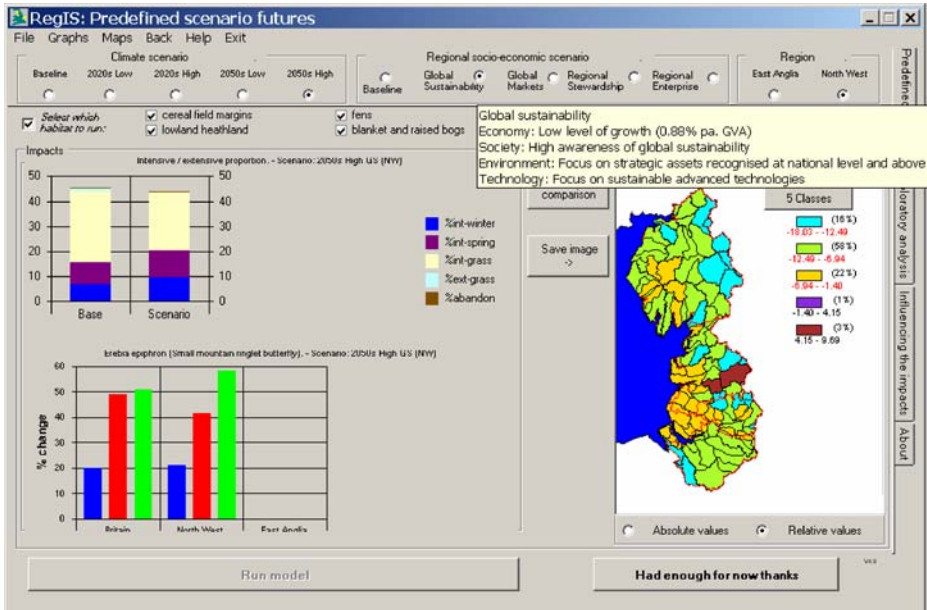 RegIS: Predefined scenario futures
File Graphs Maps Back Help Exit
Climate scenario
Baseline 2020s Low 2020s High 2050s Low 2050s High
Regional socio-economic scenario
Baseline Global Sustainability Global Markets Regional Stewardship Regional Enterprise
Region
East Anglia North West
Select which habitat to run:
cereal field margins
lowland heathland
fens
blanket and raised bogs
Global sustainability
Economy: Low level of growth (0.88% pa. GVA)
Society: High awareness of global sustainability
Environment: Focus on strategic assets recognised at national level and above
Technology: Focus on sustainable advanced technologies
Impacts
Intensive / extensive proportion. - Scenario: 2050s High GS (NW)
50 50
40 40
30 30
20 20
10 10
0 0
Base Scenario
%int-winter
%int-spring
%int-grass
%ext-grass
%abandon
comparison
Save image
->
5 Classes
(16%)
-18.03 - -12.49
(58%)
-12.49 - -6.94
(22%)
-6.94 - -1.40
(1%)
-1.40 - 4.15
(3%)
4.15 - 9.69
Erebia epiphron (Small mountain ringlet butterfly). - Scenario: 2050s High GS (NW)
% change
60
50
40
30
20
10
0
Britain North West East Anglia
Absolute values Relative values
Run model
Had enough for now thanks
Predefined
loratory analysis
Influencing the impacts
About